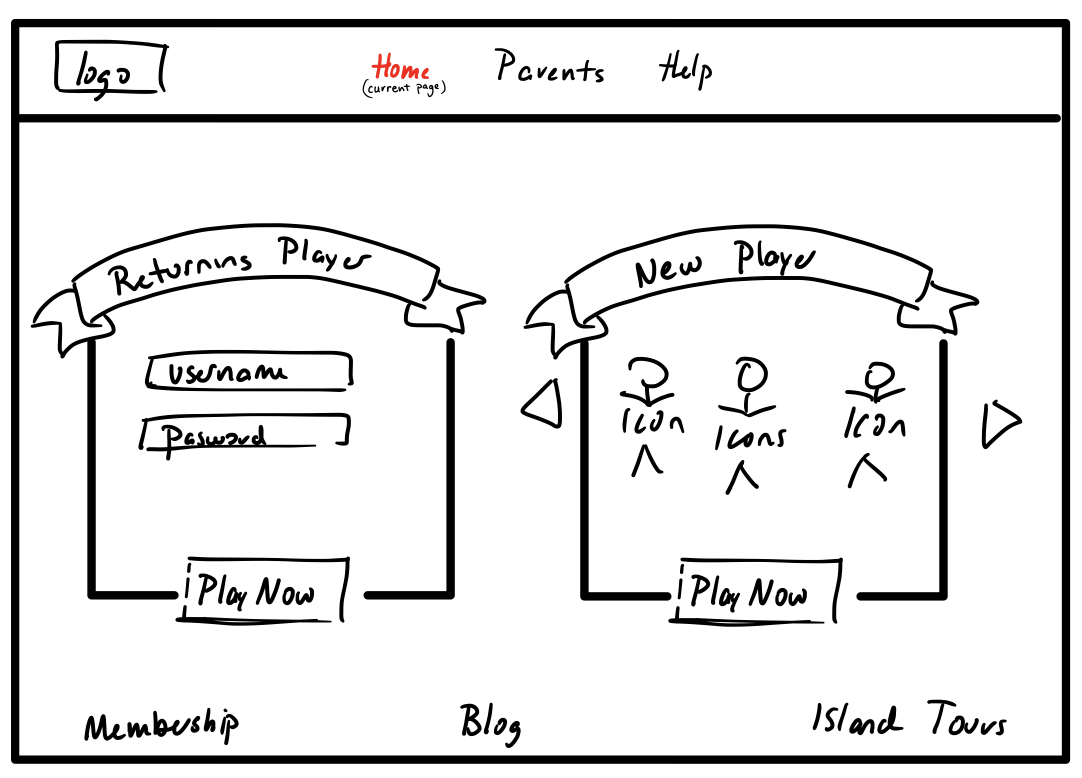 logo
Home Parents Help
(current page)
Returning Player
New Player
username
Pasword
Icon Icons Icon
Play Now
Play Now
Membership Blog Island Tours